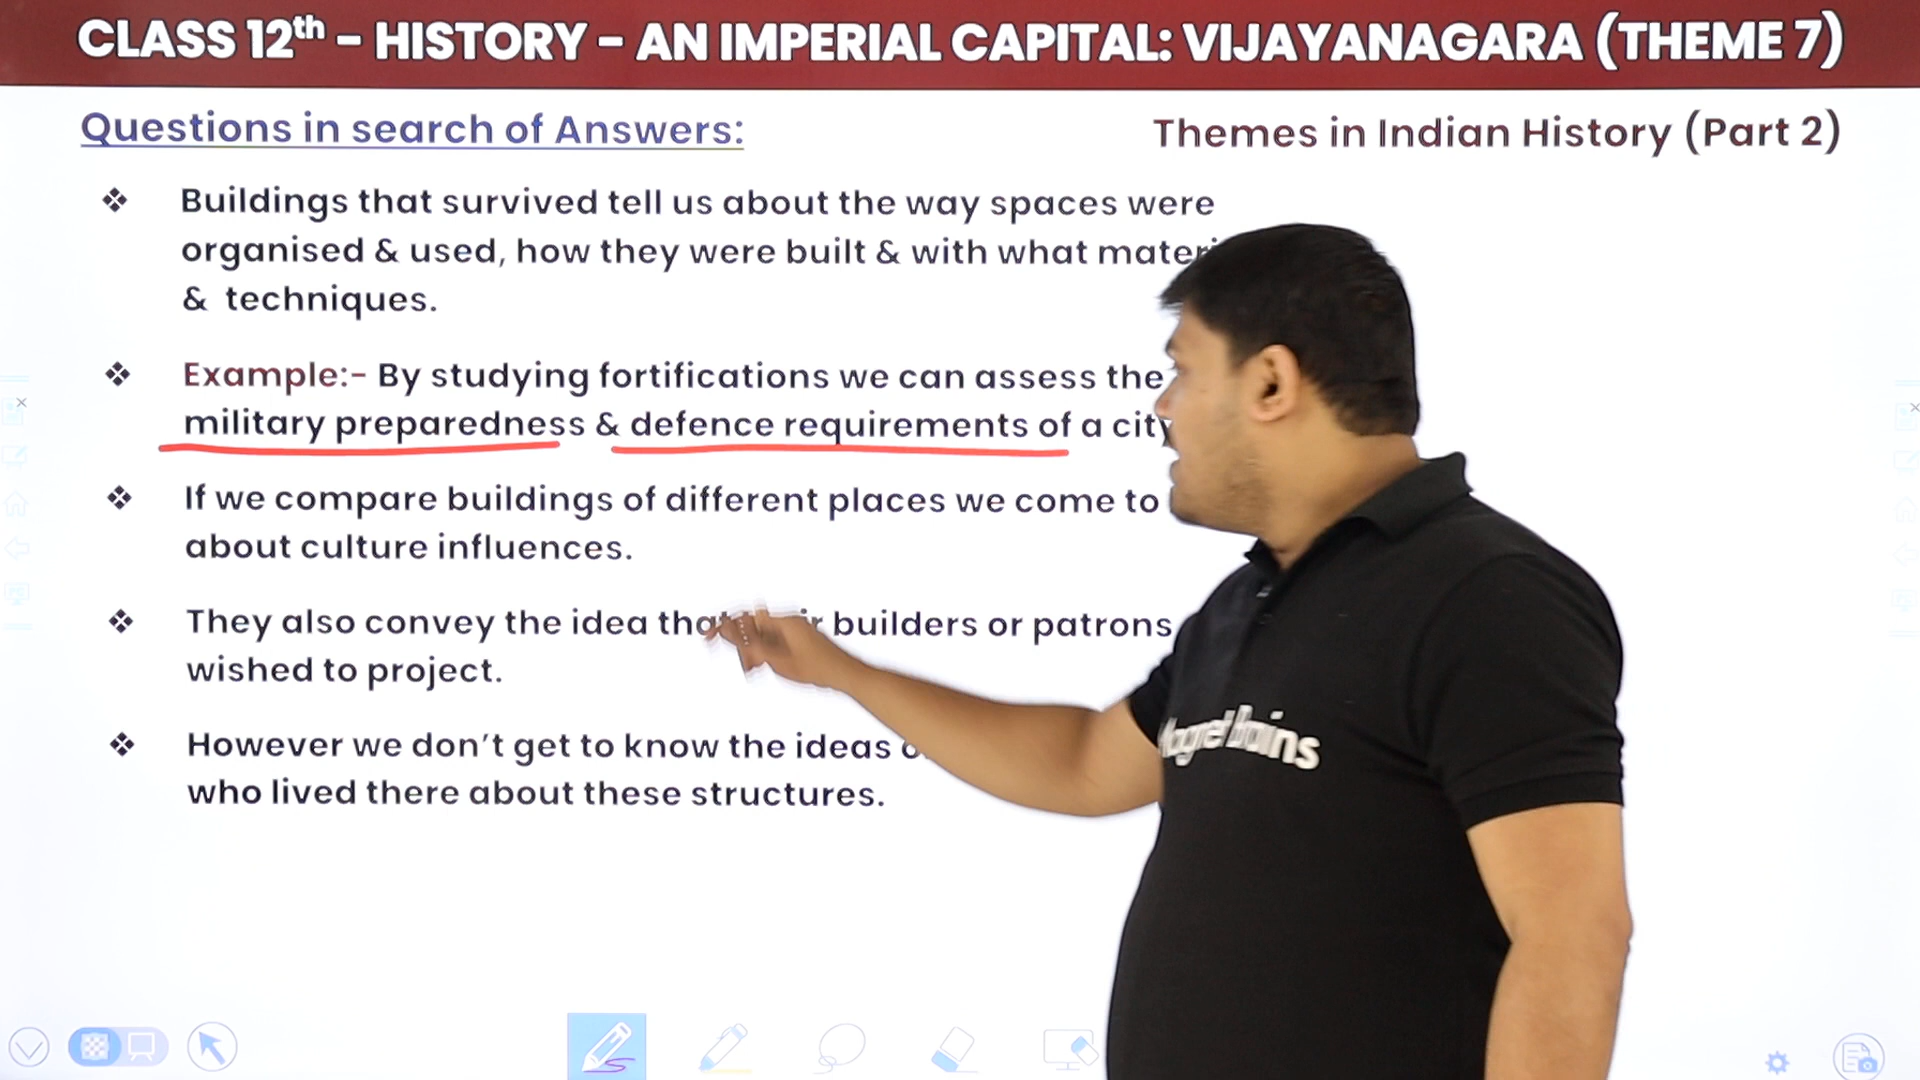 CLASS 12th - HISTORY - AN IMPERIAL CAPITAL: VIJAYANAGARA (THEME 7)
Questions in search of Answers:
Themes in Indian History (Part 2)
❖ Buildings that survived tell us about the way spaces were
organised & used, how they were built & with what
& techniques.
❖ Example:- By studying fortifications we can assess the
military preparedness & defence requirements of a city
❖ If we compare buildings of different places we come to
about culture influences.
❖ They also convey the idea that builders or patrons
wished to project.
❖ However we don't get to know the ideas
who lived there about these structures.
Magnet Brains